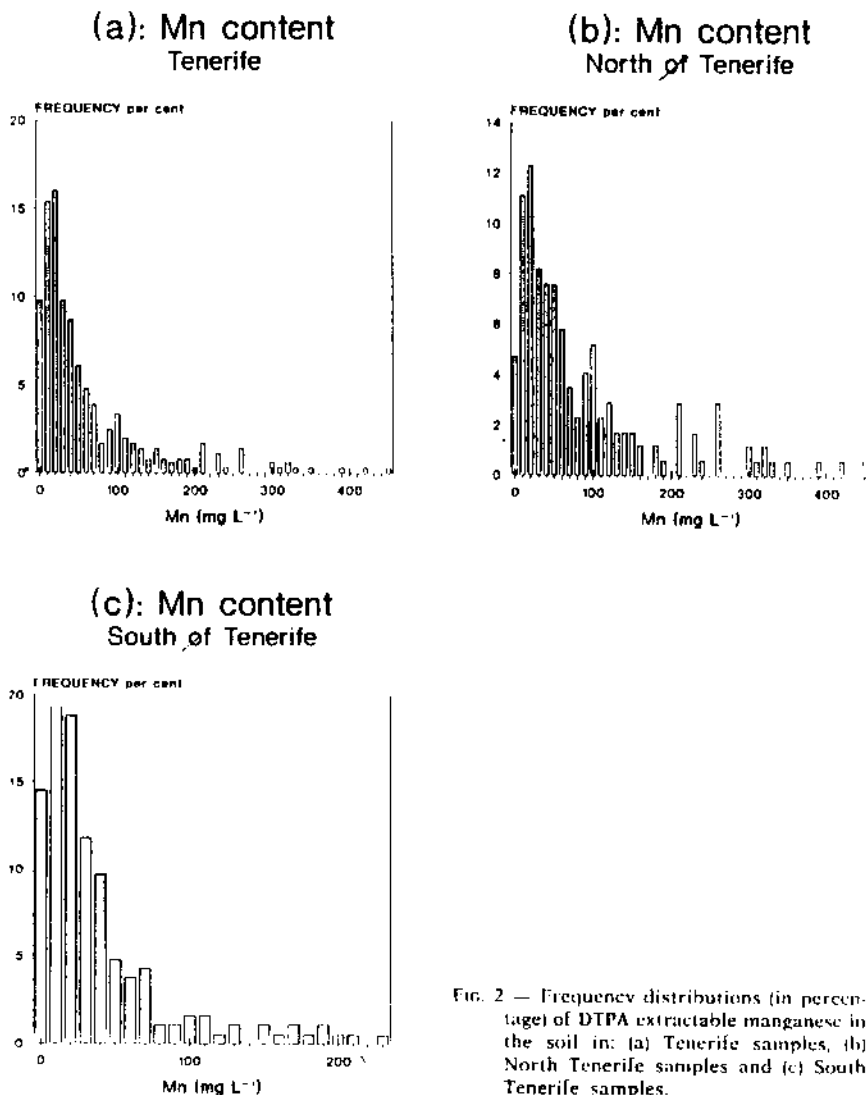 (a): Mn content
Tenerife
FREQUENCY per cent
20
15
10
5
0
0 100 200 300 400
Mn (mg L⁻¹)
(b): Mn content
North of Tenerife
FREQUENCY per cent
14
12
10
8
6
4
2
0
0 100 200 300 400
Mn (mg L⁻¹)
(c): Mn content
South of Tenerife
FREQUENCY per cent
20
15
10
5
0
0 100 200
Mn (mg L⁻¹)
FIG. 2 — Frequency distributions (in percen-
tage) of DTPA extractable manganese in
the soil in: (a) Tenerife samples, (b)
North Tenerife samples and (c) South
Tenerife samples.